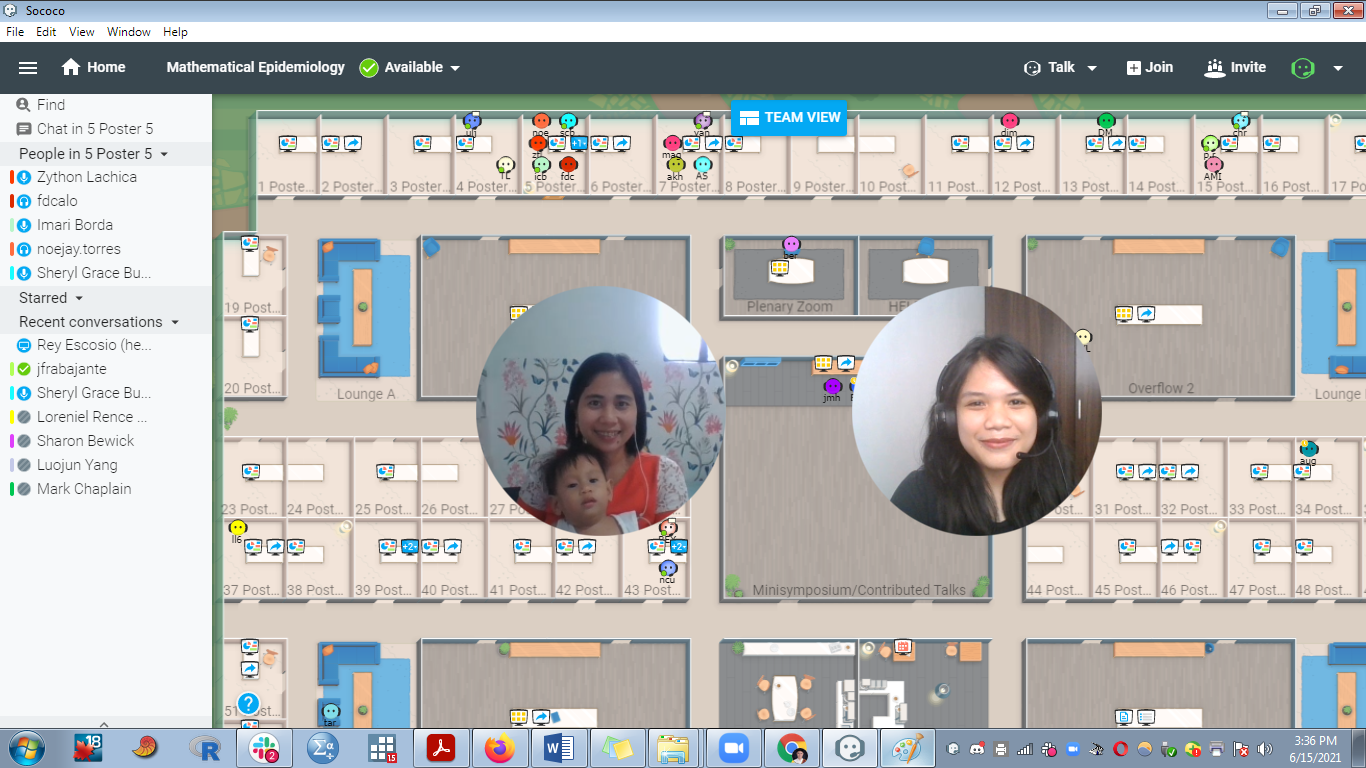 Sococo
File Edit View Window Help
Home Mathematical Epidemiology Available Talk Join Invite
Find
Chat in 5 Poster 5
People in 5 Poster 5
Zython Lachica
fdcalo
Imari Borda
noejay.torres
Sheryl Grace Bu...
Starred
Recent conversations
Rey Escosio (he...
jfrabajante
Sheryl Grace Bu...
Loreniel Rence ...
Sharon Bewick
Luojun Yang
Mark Chaplain
TEAM VIEW
noe sch van dim DM chr
+1
mag
TL icb fdc akh AS AMI
1 Poste... 2 Poster... 3 Poster... 4 Poster... 5 Poster... 6 Poster... 7 Poster... 8 Poster... 9 Poster... 10 Post... 11 Post... 12 Post... 13 Post... 14 Post... 15 Post... 16 Post... 17 Po
ber
19 Post... Plenary Zoom
20 Post... Lounge A Overflow 2 Lounge
jmh
aug
23 Post... 24 Post... 25 Post... 26 Post... 27 31 Post... 32 Post... 33 Post... 34 Post...
ll6
+2 +2
ncu
37 Post... 38 Post... 39 Post... 40 Post... 41 Post... 42 Post... 43 Post... Minisymposium/Contributed Talks 44 Post... 45 Post... 46 Post... 47 Post... 48 Post...
?
tar
18 2 15
3:36 PM
6/15/2021